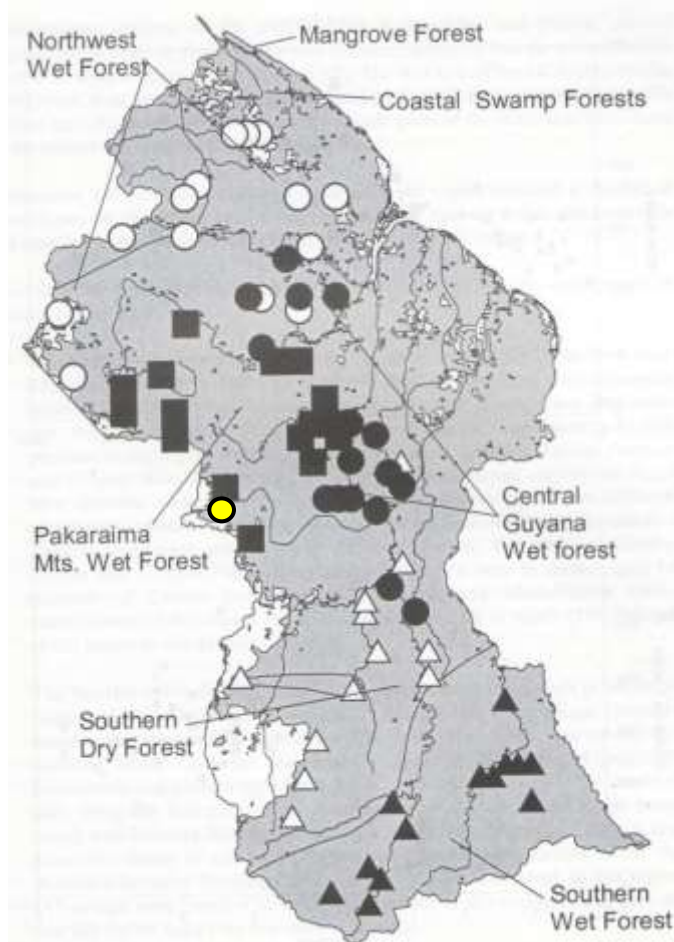 Northwest
Wet Forest
Mangrove Forest
Coastal Swamp Forests
Pakaraima
Mts. Wet Forest
Central
Guyana
Wet forest
Southern
Dry Forest
Southern
Wet Forest